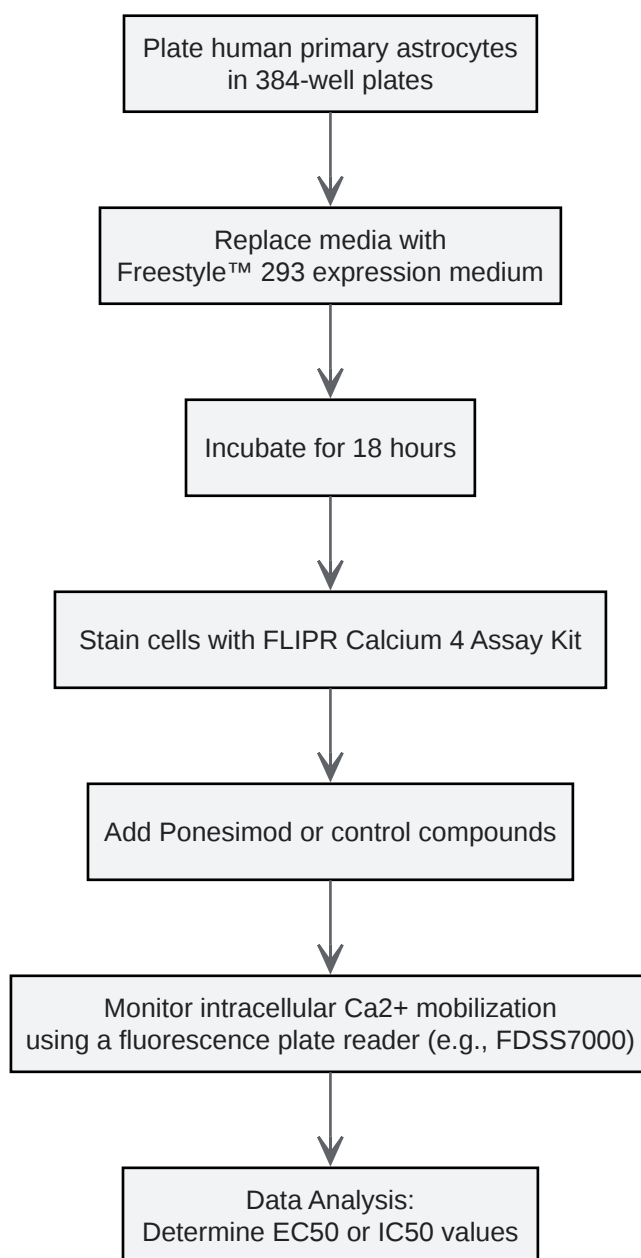 Plate human primary astrocytes
in 384-well plates
Replace media with
Freestyle™ 293 expression medium
Incubate for 18 hours
Stain cells with FLIPR Calcium 4 Assay Kit
Add Ponesimod or control compounds
Monitor intracellular Ca2+ mobilization
using a fluorescence plate reader (e.g., FDSS7000)
Data Analysis:
Determine EC50 or IC50 values